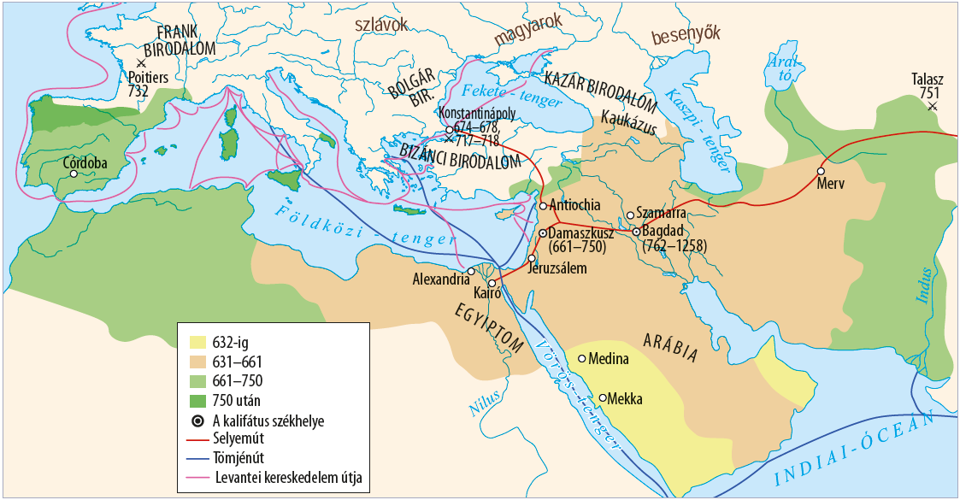 szlávok
magyarok
besenyők
FRANK
BIRODALOM
Poitiers
732
BOLGÁR
BIR.
KAZÁR BIRODALOM
Kaukázus
Fekete-tenger
Kaszpi-tenger
Aral-
tó
Talasz
751
Konstantinápoly
674–678,
717–718
BIZÁNCI BIRODALOM
Córdoba
Merv
Antiochia
Szamarra
Damaszkusz
(661–750)
Bagdad
(762–1258)
Földközi-tenger
Jeruzsálem
Alexandria
Kairó
EGYIPTOM
Indus
ARÁBIA
Medina
Mekka
Vörös-tenger
Nílus
INDIAI-ÓCEÁN
632-ig
631–661
661–750
750 után
A kalifátus székhelye
Selyemút
Tömjénút
Levantei kereskedelem útja